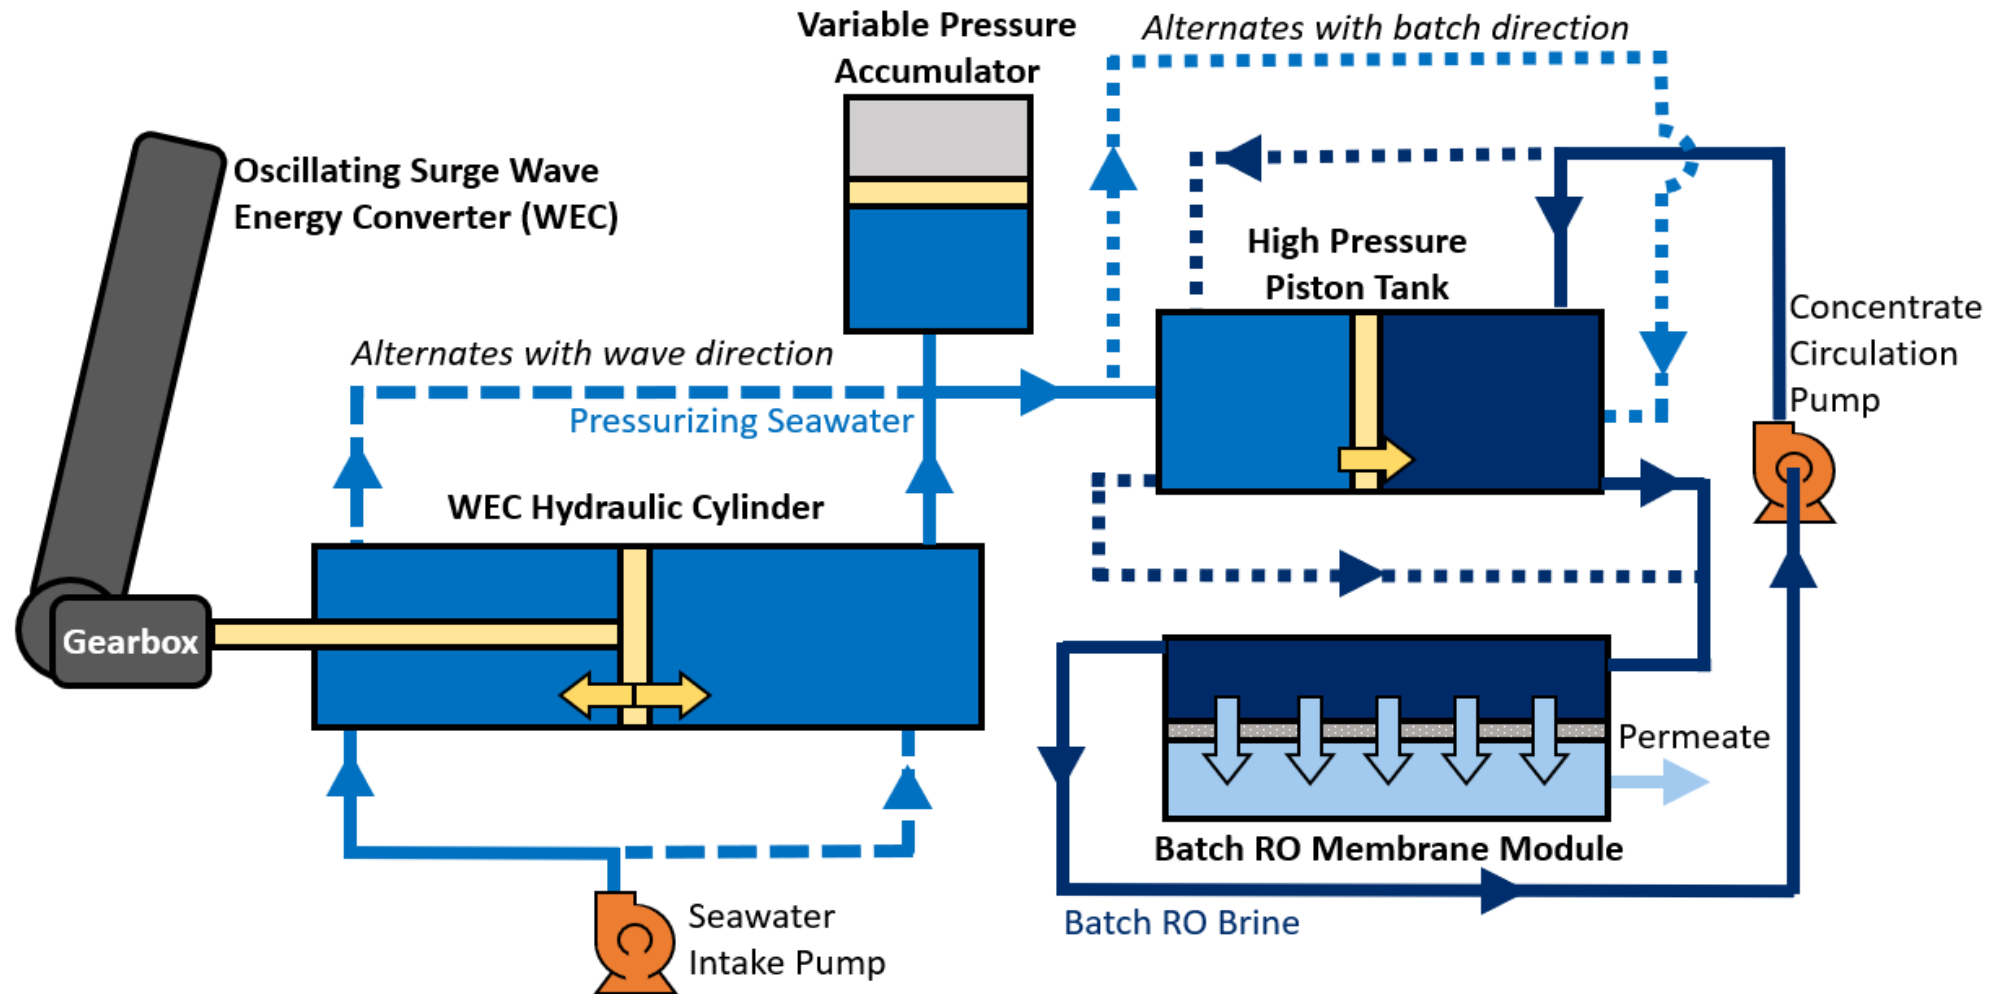 Variable Pressure
Accumulator
Alternates with batch direction
Oscillating Surge Wave
Energy Converter (WEC)
High Pressure
Piston Tank
Concentrate
Circulation
Pump
Alternates with wave direction
Pressurizing Seawater
WEC Hydraulic Cylinder
Gearbox
Permeate
Batch RO Membrane Module
Seawater
Intake Pump
Batch RO Brine